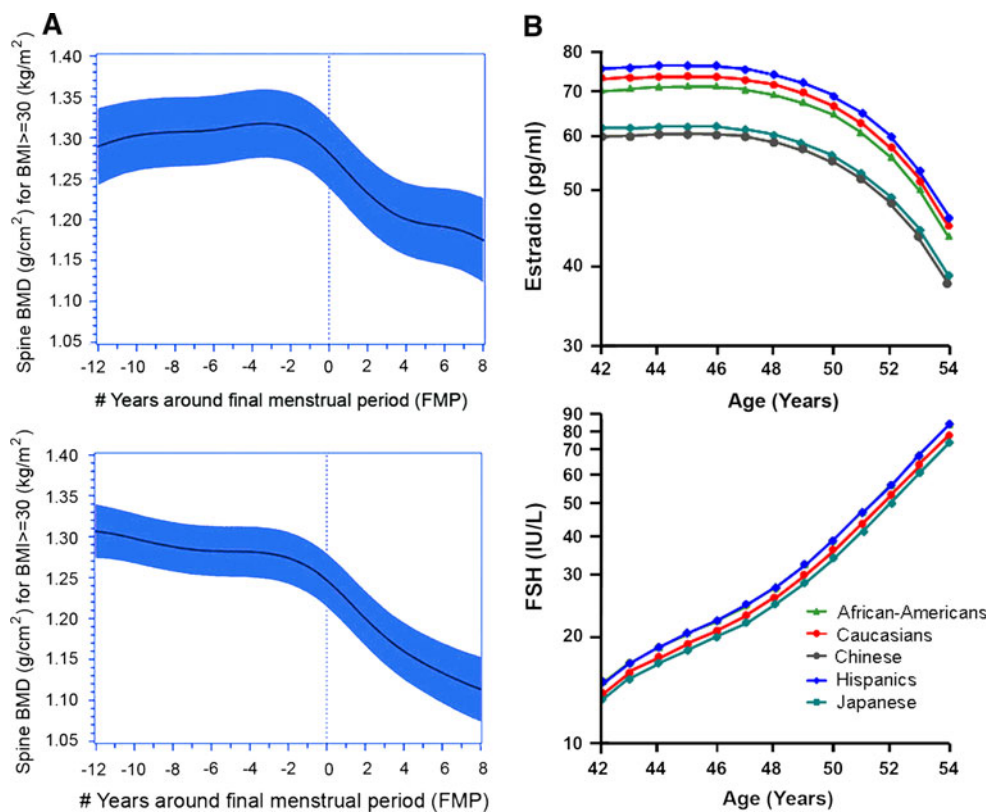 A
Spine BMD (g/cm²) for BMI>=30 (kg/m²)
1.40
1.35
1.30
1.25
1.20
1.15
1.10
1.05
-12 -10 -8 -6 -4 -2 0 2 4 6 8
# Years around final menstrual period (FMP)
Spine BMD (g/cm²) for BMI>=30 (kg/m²)
1.40
1.35
1.30
1.25
1.20
1.15
1.10
1.05
-12 -10 -8 -6 -4 -2 0 2 4 6 8
# Years around final menstrual period (FMP)
B
Estradio (pg/ml)
80
70
60
50
40
30
42 44 46 48 50 52 54
Age (Years)
FSH (IU/L)
90
80
70
60
50
40
30
20
10
African-Americans
Caucasians
Chinese
Hispanics
Japanese
42 44 46 48 50 52 54
Age (Years)